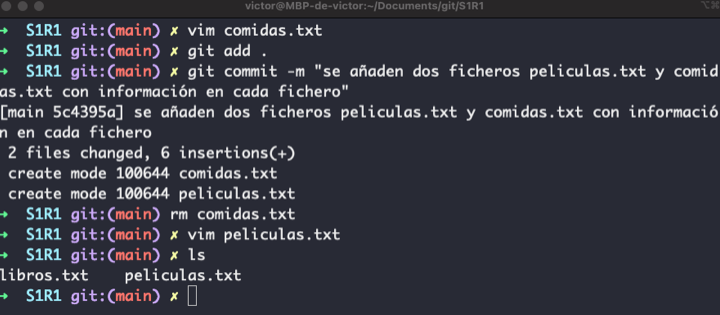 victor@MBP-de-victor:~/Documents/git/S1R1
➜  S1R1 git:(main) ✗ vim comidas.txt
➜  S1R1 git:(main) ✗ git add .
➜  S1R1 git:(main) ✗ git commit -m "se añaden dos ficheros peliculas.txt y comid
as.txt con información en cada fichero"
[main 5c4395a] se añaden dos ficheros peliculas.txt y comidas.txt con informació
n en cada fichero
 2 files changed, 6 insertions(+)
 create mode 100644 comidas.txt
 create mode 100644 peliculas.txt
➜  S1R1 git:(main) rm comidas.txt
➜  S1R1 git:(main) ✗ vim peliculas.txt
➜  S1R1 git:(main) ✗ ls
libros.txt    peliculas.txt
➜  S1R1 git:(main) ✗